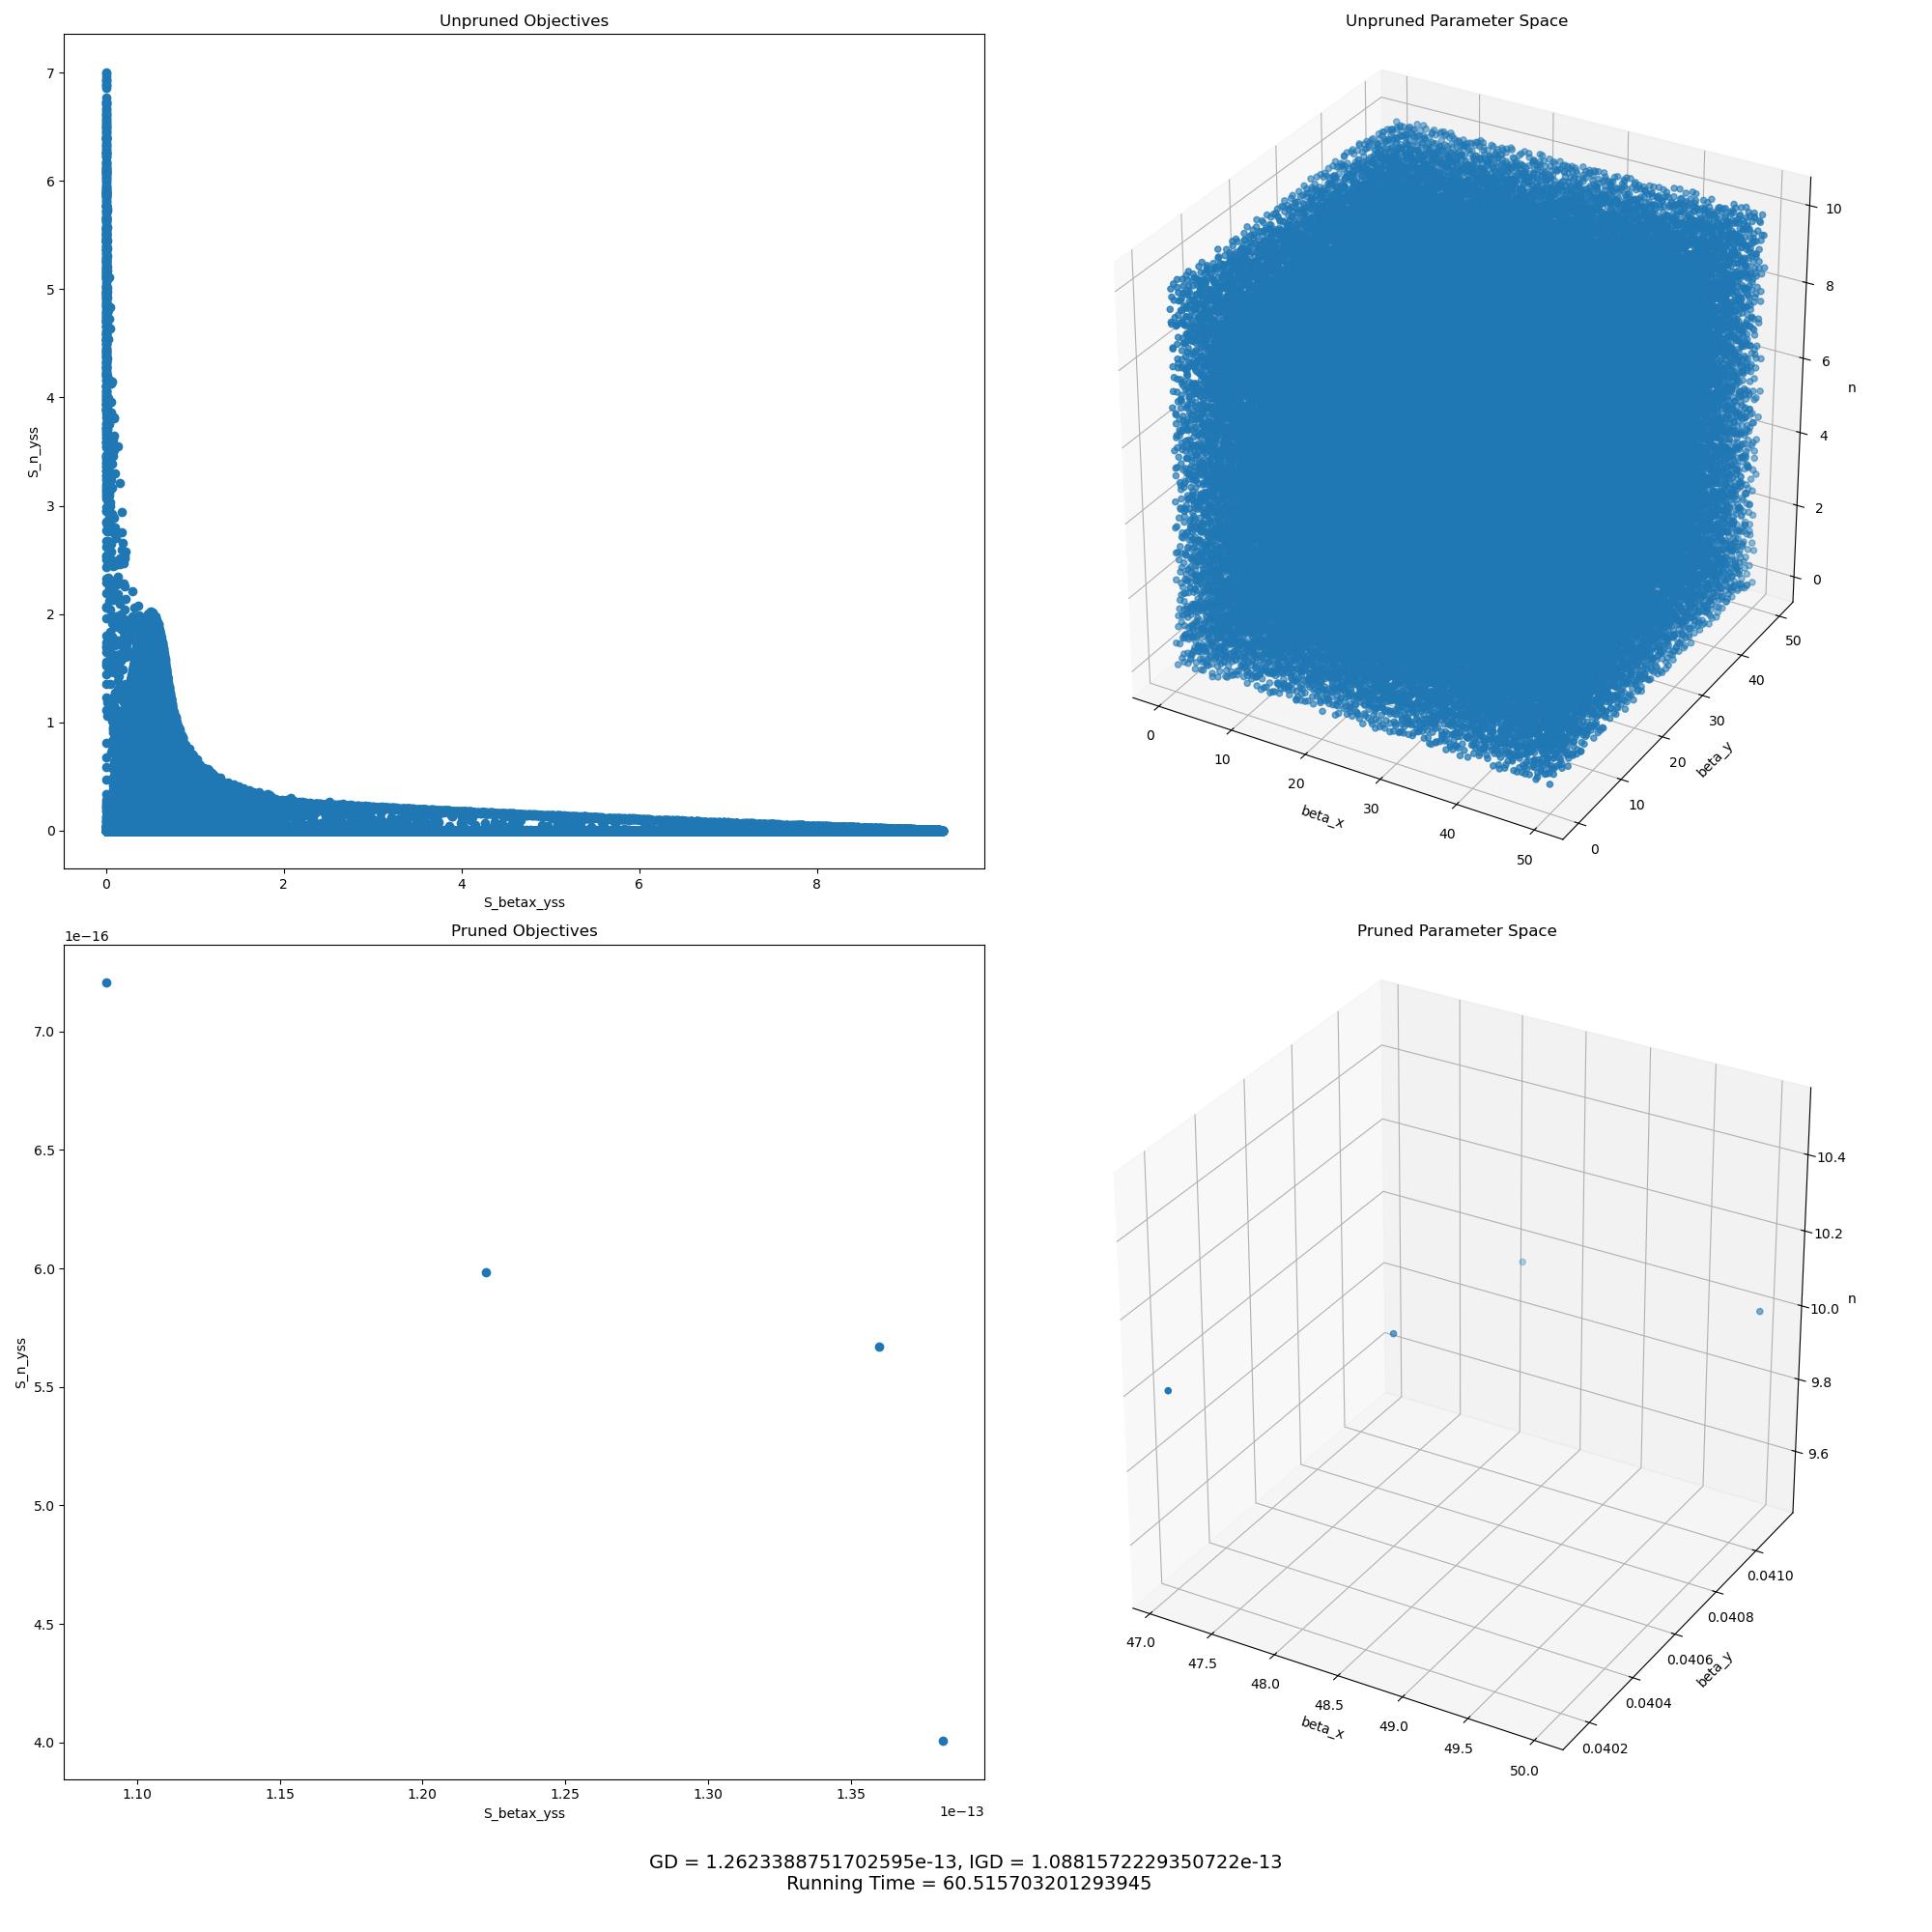 Unpruned Objectives
7
6
5
4
3
2
1
0
S_n_yss
0 2 4 6 8
S_betax_yss
Unpruned Parameter Space
10
8
6
4
2
0
n
0 10 20 30 40 50
beta_x
0 10 20 30 40 50
beta_y
Pruned Objectives
1e−16
7.0
6.5
6.0
5.5
5.0
4.5
4.0
S_n_yss
1.10 1.15 1.20 1.25 1.30 1.35
1e−13
S_betax_yss
Pruned Parameter Space
10.4
10.2
10.0
9.8
9.6
n
47.0 47.5 48.0 48.5 49.0 49.5 50.0
beta_x
0.0402 0.0404 0.0406 0.0408 0.0410
beta_y
GD = 1.2623388751702595e-13, IGD = 1.0881572229350722e-13
Running Time = 60.515703201293945